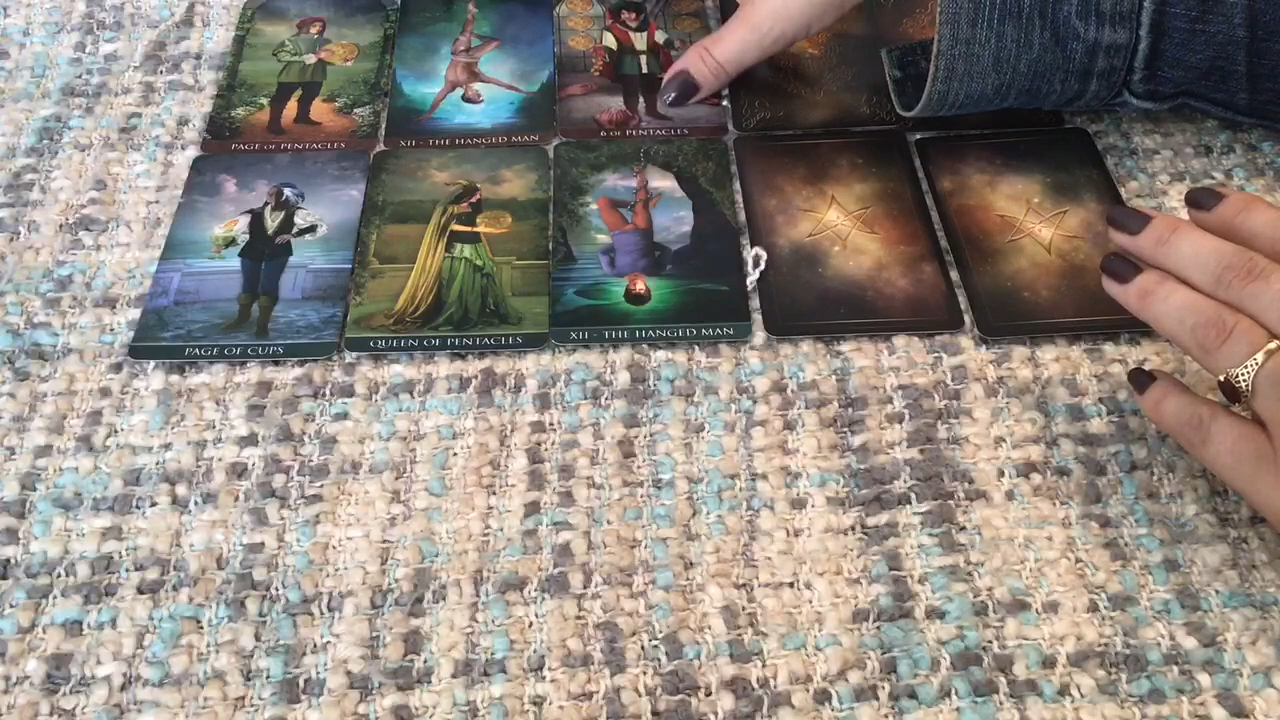 PAGE OF PENTACLES
XII - THE HANGED MAN
6 OF PENTACLES
PAGE OF CUPS
QUEEN OF PENTACLES
XII - THE HANGED MAN